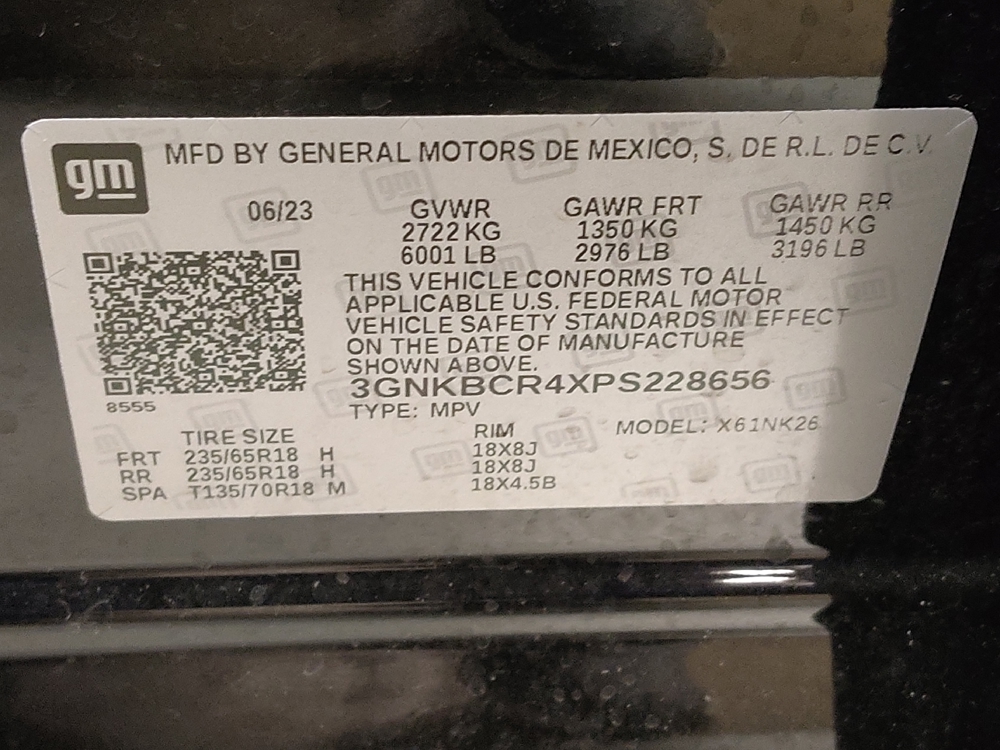 gm MFD BY GENERAL MOTORS DE MEXICO, S. DE R.L. DE C.V.
06/23 GVWR GAWR FRT GAWR RR
2722 KG 1350 KG 1450 KG
6001 LB 2976 LB 3196 LB
THIS VEHICLE CONFORMS TO ALL
APPLICABLE U.S. FEDERAL MOTOR
VEHICLE SAFETY STANDARDS IN EFFECT
ON THE DATE OF MANUFACTURE
SHOWN ABOVE.
3GNKBCR4XPS228656
8555 TYPE: MPV
TIRE SIZE RIM MODEL: X61NK26
FRT 235/65R18 H 18X8J
RR 235/65R18 H 18X8J
SPA T135/70R18 M 18X4.5B